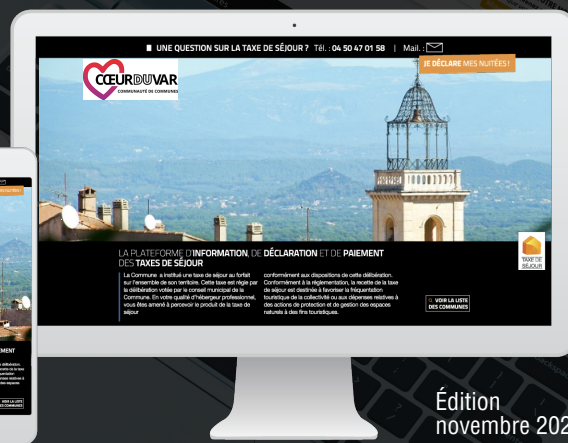 UNE QUESTION SUR LA TAXE DE SÉJOUR ? Tél. : 04 50 47 01 58 | Mail. :
JE DÉCLARE MES NUITÉES !
CŒURDUVAR
COMMUNAUTÉ DE COMMUNES
LA PLATEFORME D'INFORMATION, DE DÉCLARATION ET DE PAIEMENT
DES TAXES DE SÉJOUR
La Commune a institué une taxe de séjour au forfait
sur l'ensemble de son territoire. Cette taxe est régie par
la délibération votée par le conseil municipal de la
Commune. En votre qualité d'hébergeur professionnel,
vous êtes amené à percevoir le produit de la taxe de
séjour
conformément aux dispositions de cette délibération.
Conformément à la réglementation, la recette de la taxe
de séjour est destinée à favoriser la fréquentation
touristique de la collectivité ou aux dépenses relatives à
des actions de protection et de gestion des espaces
naturels à des fins touristiques.
TAXE DE
SÉJOUR
VOIR LA LISTE
DES COMMUNES
VOIR LA LISTE
DES COMMUNES
Édition
novembre 202